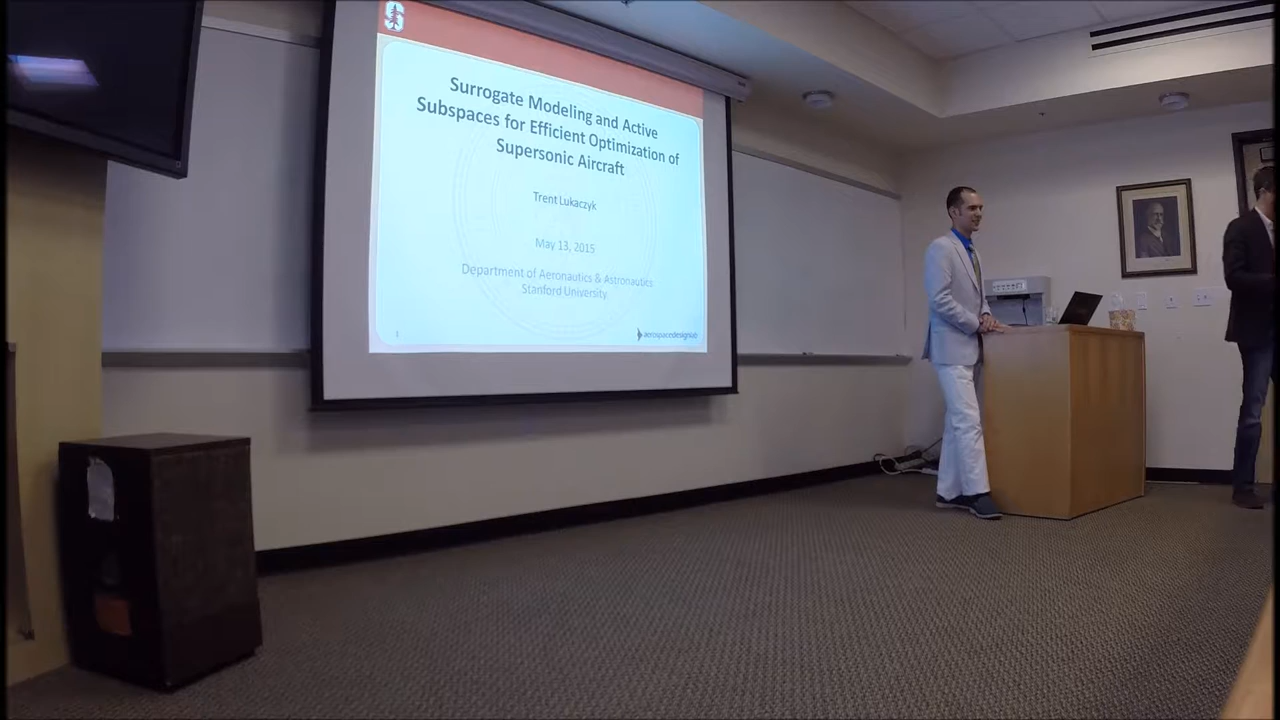 Surrogate Modeling and Active
Subspaces for Efficient Optimization of
Supersonic Aircraft
Trent Lukaczyk
May 13, 2015
Department of Aeronautics & Astronautics
Stanford University
aerospacedesignlab